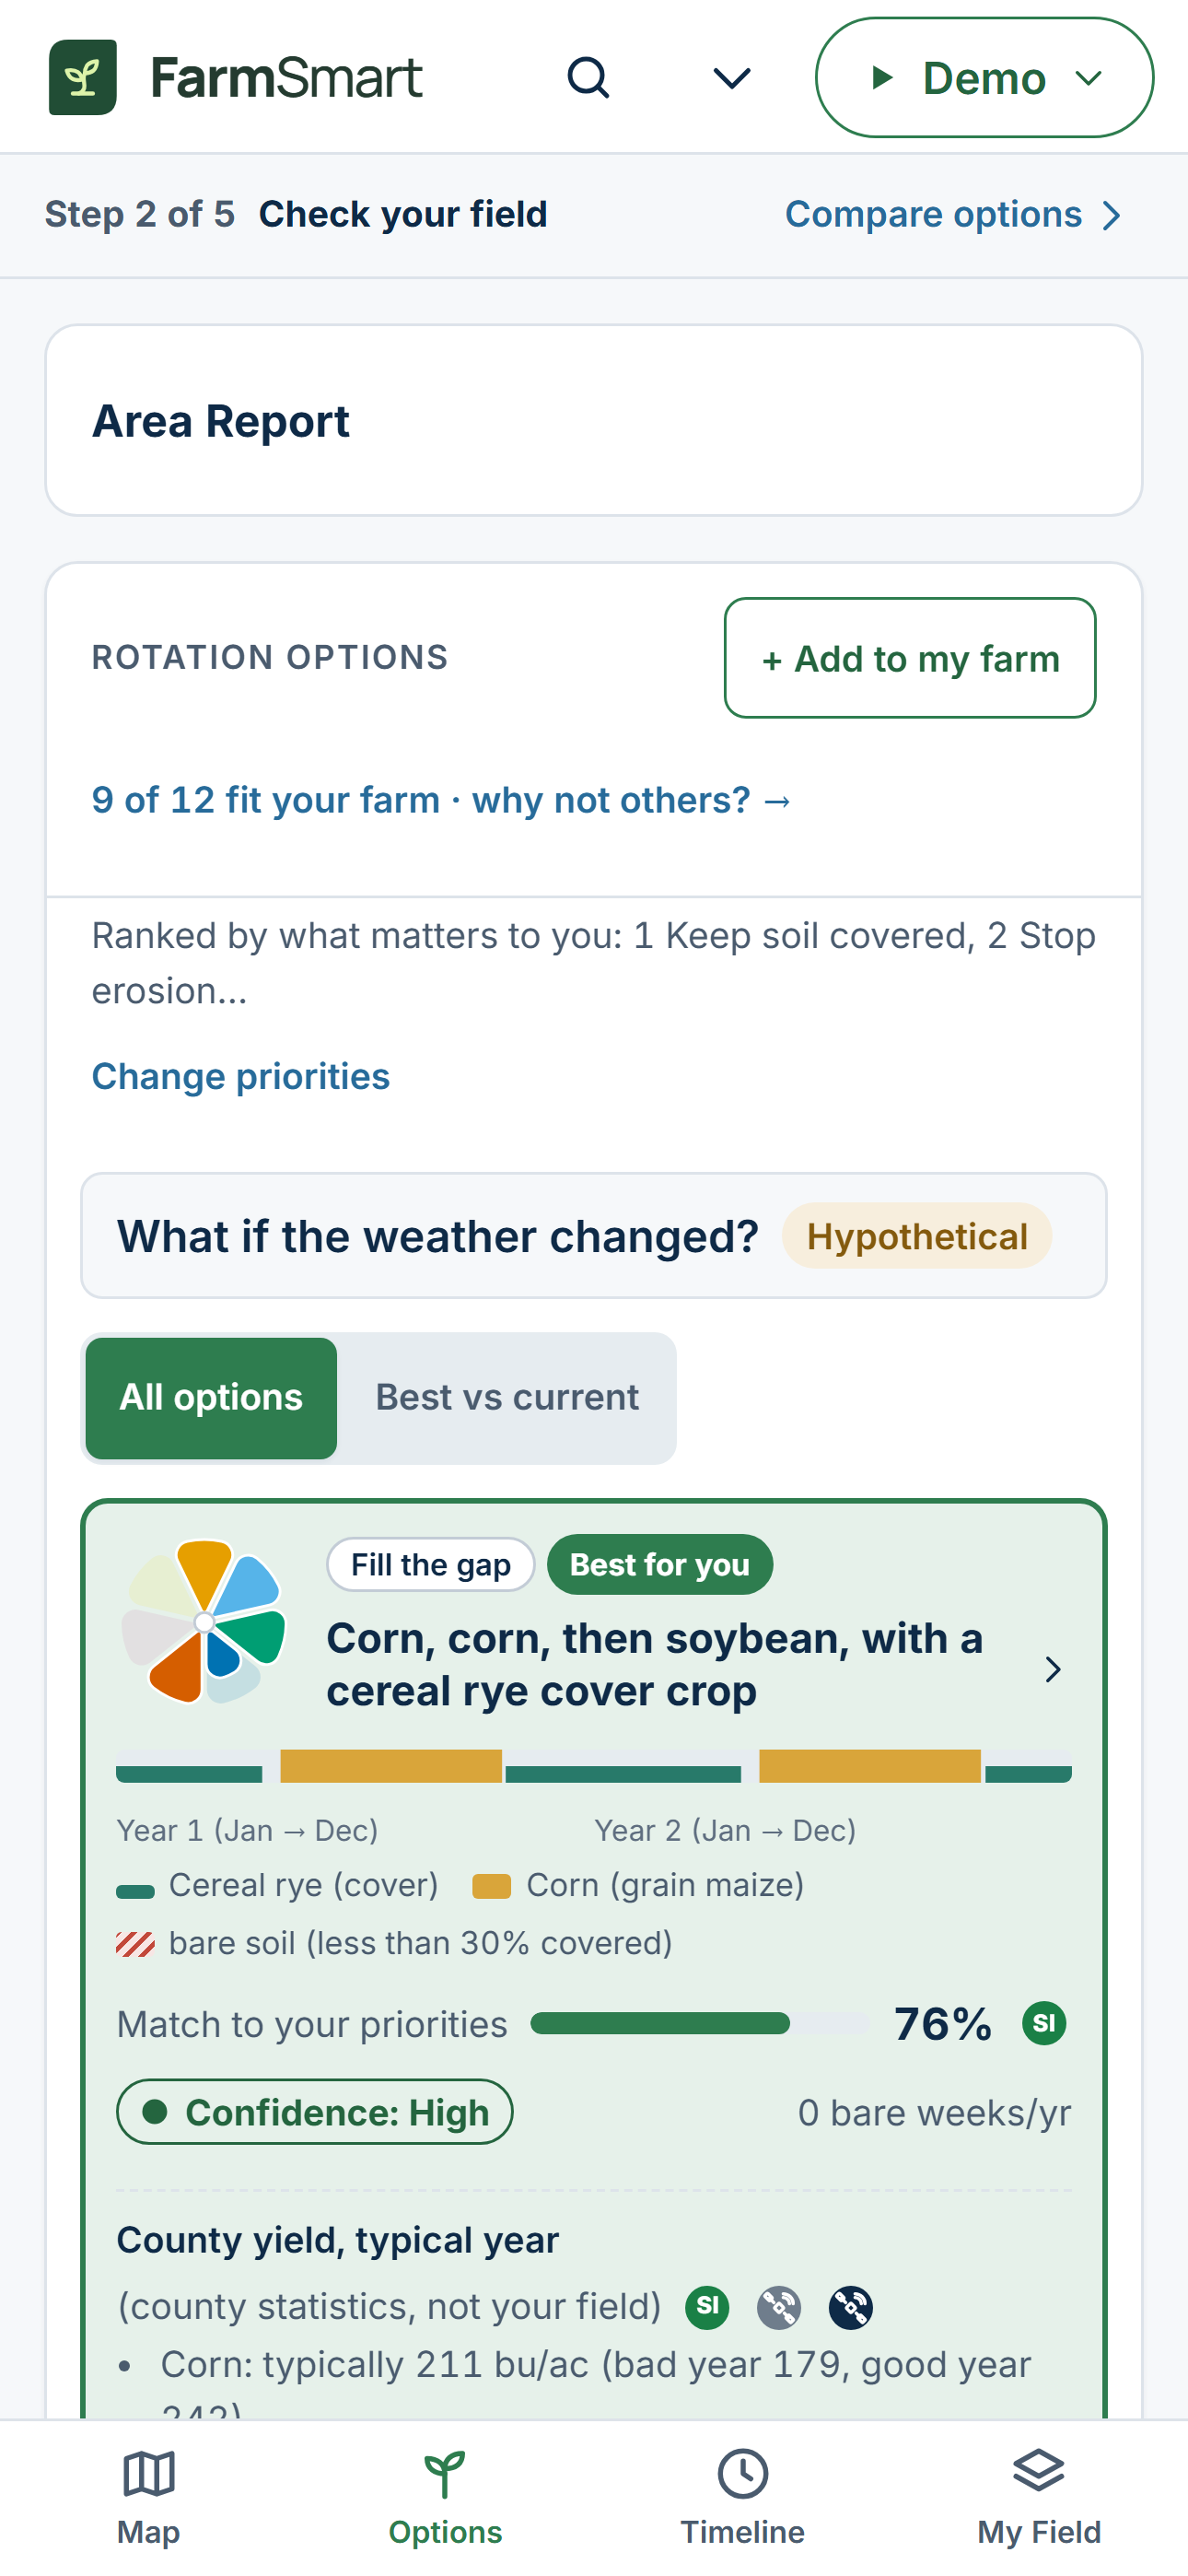 FarmSmart
Demo
Step 2 of 5 Check your field
Compare options
Area Report
ROTATION OPTIONS
+ Add to my farm
9 of 12 fit your farm · why not others? →
Ranked by what matters to you: 1 Keep soil covered, 2 Stop
erosion...
Change priorities
What if the weather changed? Hypothetical
All options
Best vs current
Fill the gap
Best for you
Corn, corn, then soybean, with a
cereal rye cover crop
Year 1 (Jan → Dec)
Year 2 (Jan → Dec)
Cereal rye (cover)
Corn (grain maize)
bare soil (less than 30% covered)
Match to your priorities 76% SI
Confidence: High
0 bare weeks/yr
County yield, typical year
(county statistics, not your field) SI
• Corn: typically 211 bu/ac (bad year 179, good year
242)
Map
Options
Timeline
My Field